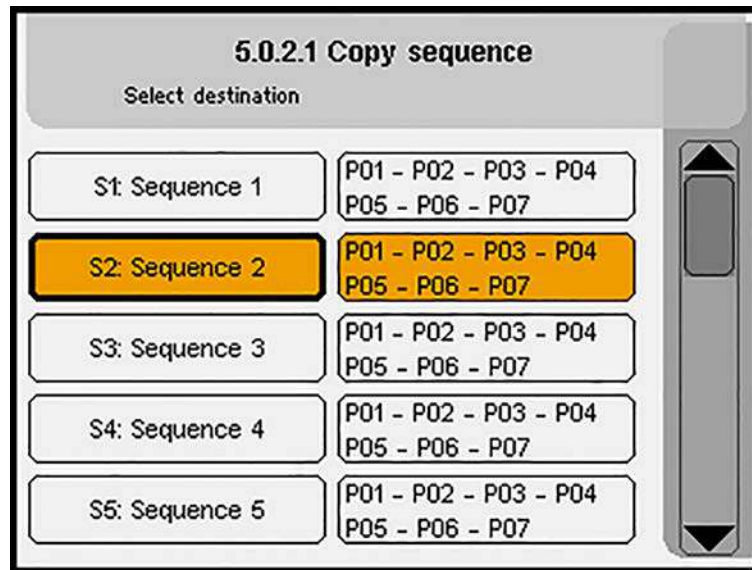 5.0.2.1 Copy sequence
Select destination
S1: Sequence 1
P01 - P02 - P03 - P04
P05 - P06 - P07
S2: Sequence 2
P01 - P02 - P03 - P04
P05 - P06 - P07
S3: Sequence 3
P01 - P02 - P03 - P04
P05 - P06 - P07
S4: Sequence 4
P01 - P02 - P03 - P04
P05 - P06 - P07
S5: Sequence 5
P01 - P02 - P03 - P04
P05 - P06 - P07